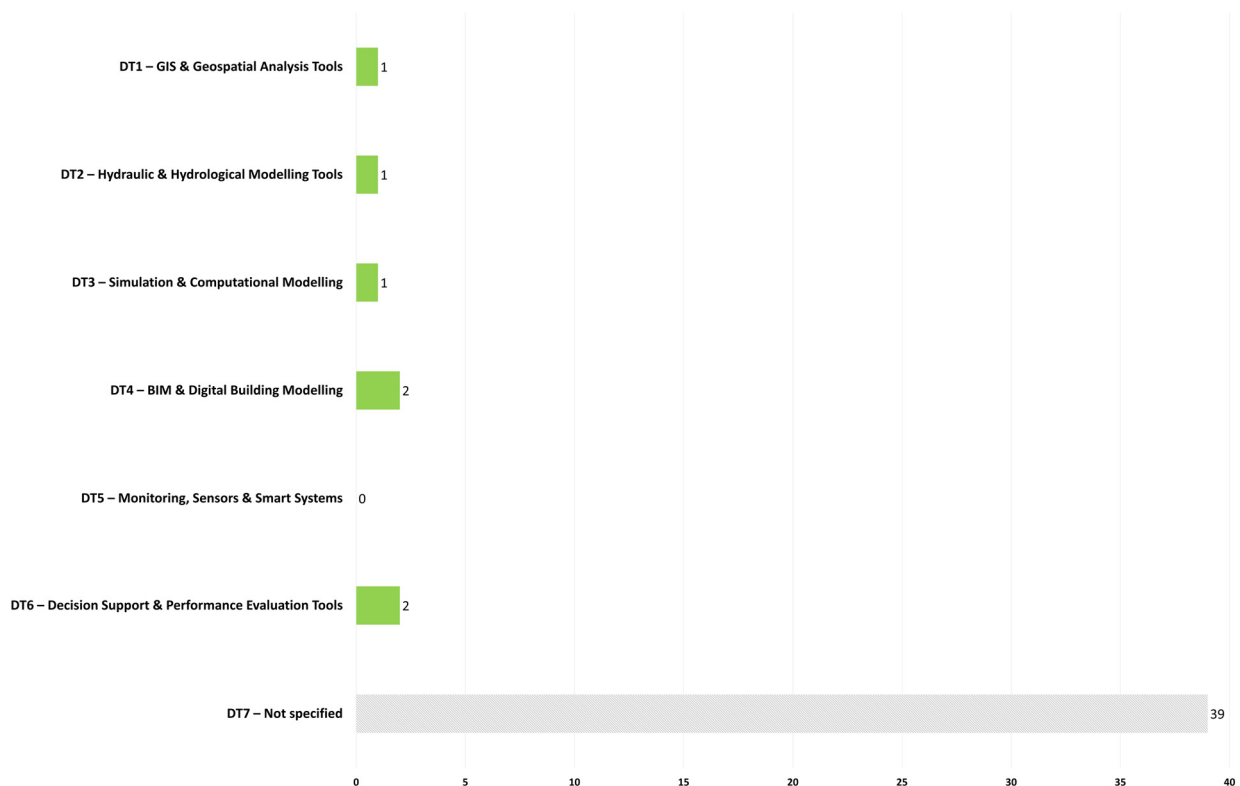 DT1 – GIS & Geospatial Analysis Tools 1
DT2 – Hydraulic & Hydrological Modelling Tools 1
DT3 – Simulation & Computational Modelling 1
DT4 – BIM & Digital Building Modelling 2
DT5 – Monitoring, Sensors & Smart Systems 0
DT6 – Decision Support & Performance Evaluation Tools 2
DT7 – Not specified 39
0 5 10 15 20 25 30 35 40